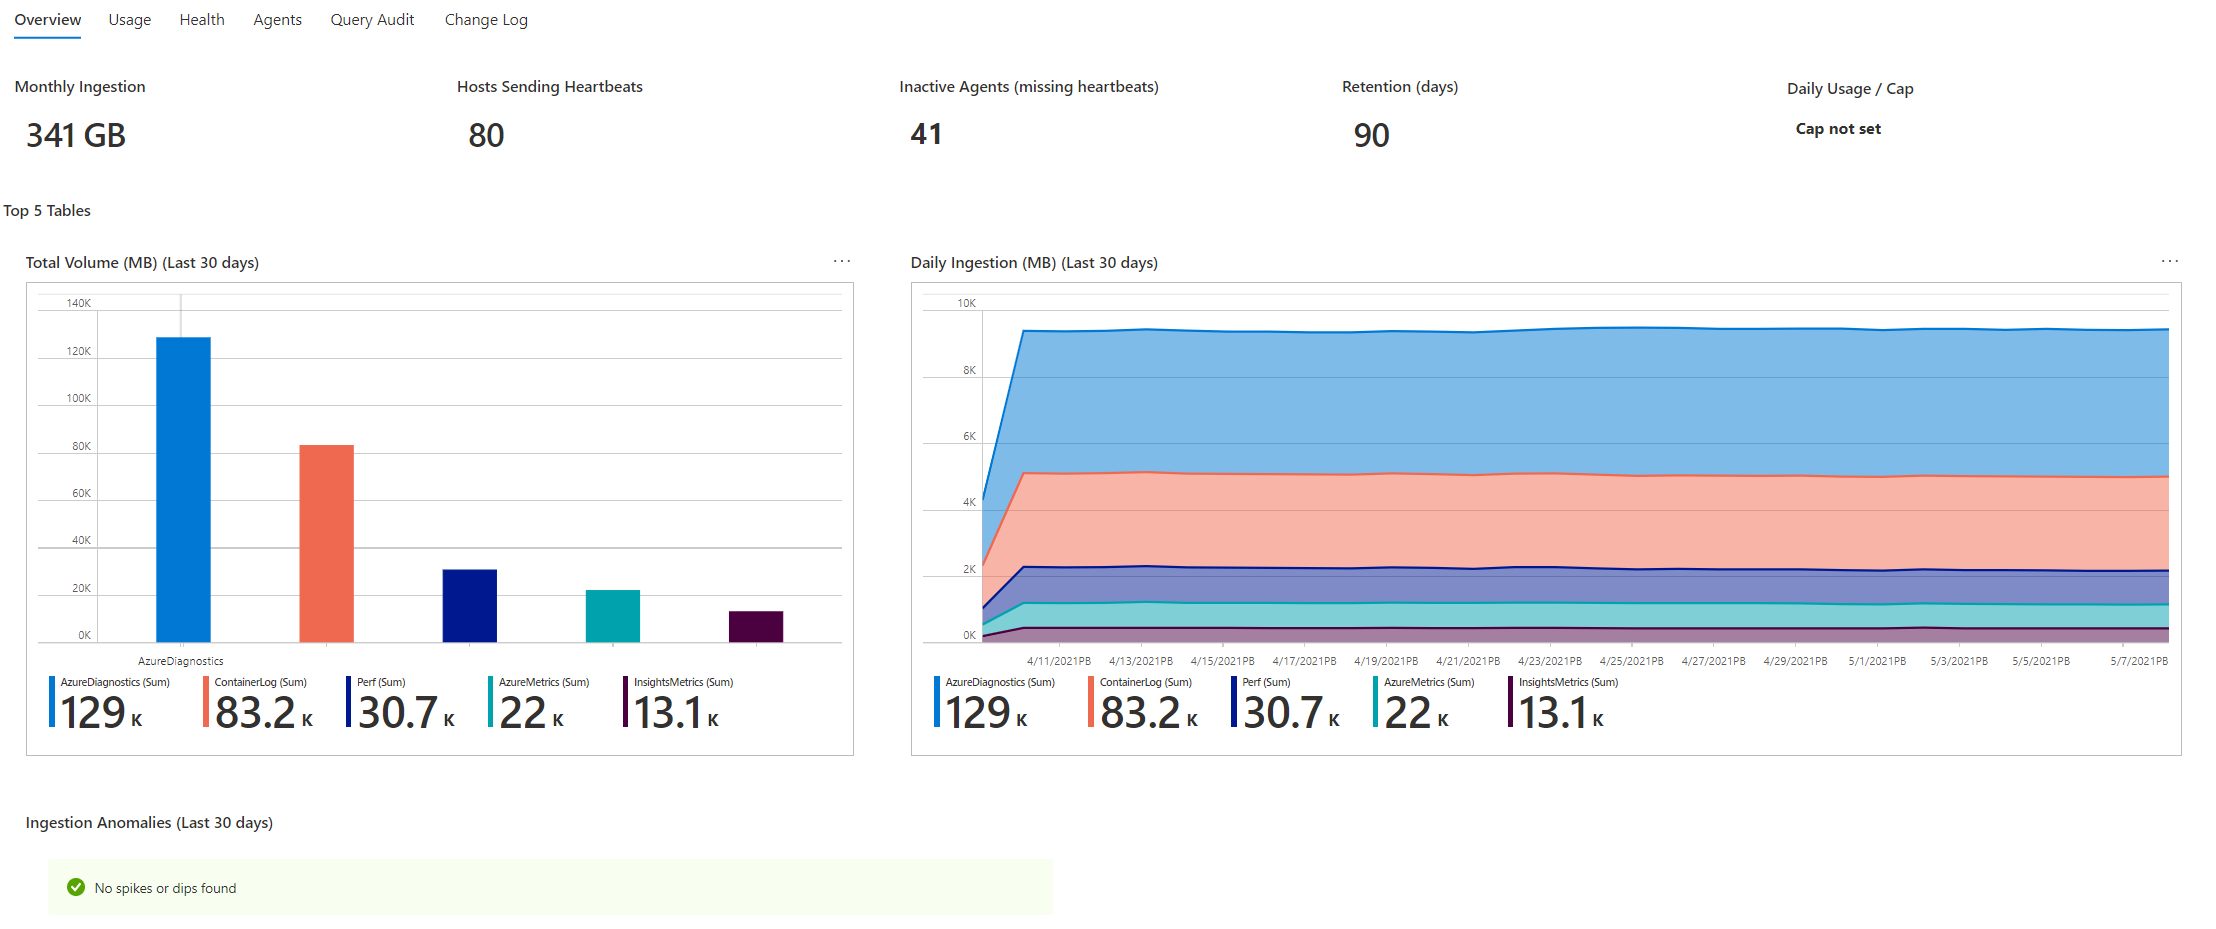 Overview Usage Health Agents Query Audit Change Log
Monthly Ingestion
341 GB
Hosts Sending Heartbeats
80
Inactive Agents (missing heartbeats)
41
Retention (days)
90
Daily Usage / Cap
Cap not set
Top 5 Tables
Total Volume (MB) (Last 30 days)
...
140K
120K
100K
80K
60K
40K
20K
0K
AzureDiagnostics
AzureDiagnostics (Sum)
129 K
ContainerLog (Sum)
83.2 K
Perf (Sum)
30.7 K
AzureMetrics (Sum)
22 K
InsightsMetrics (Sum)
13.1 K
Daily Ingestion (MB) (Last 30 days)
...
10K
8K
6K
4K
2K
0K
4/11/2021PB 4/13/2021PB 4/15/2021PB 4/17/2021PB 4/19/2021PB 4/21/2021PB 4/23/2021PB 4/25/2021PB 4/27/2021PB 4/29/2021PB 5/1/2021PB 5/3/2021PB 5/5/2021PB 5/7/2021PB
AzureDiagnostics (Sum)
129 K
ContainerLog (Sum)
83.2 K
Perf (Sum)
30.7 K
AzureMetrics (Sum)
22 K
InsightsMetrics (Sum)
13.1 K
Ingestion Anomalies (Last 30 days)
No spikes or dips found